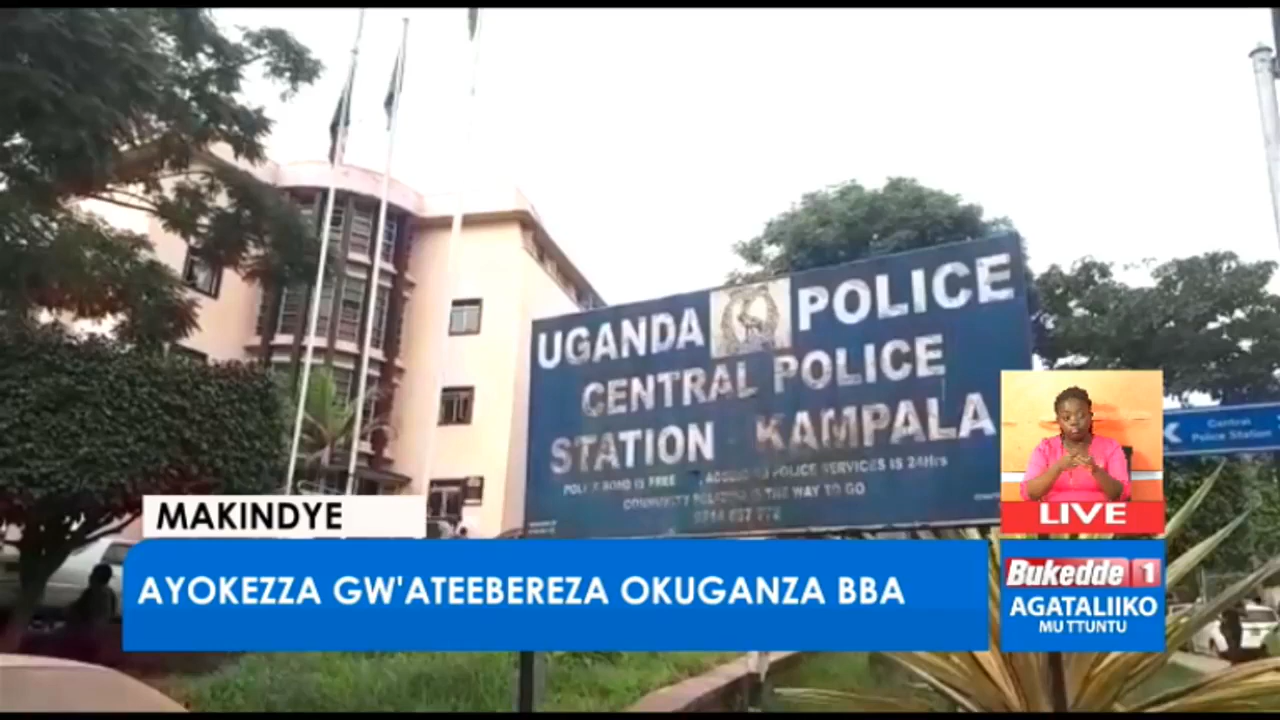 UGANDA POLICE
CENTRAL POLICE
STATION KAMPALA
POLICE BOND IS FREE POLICE SERVICES IS 24Hrs
COMMUNITY IS THE WAY TO GO
Central
Police Station
MAKINDYE
AYOKEZZA GW'ATEEBEREZA OKUGANZA BBA
LIVE
Bukedde 1
AGATALIIKO
MU TTUNTU